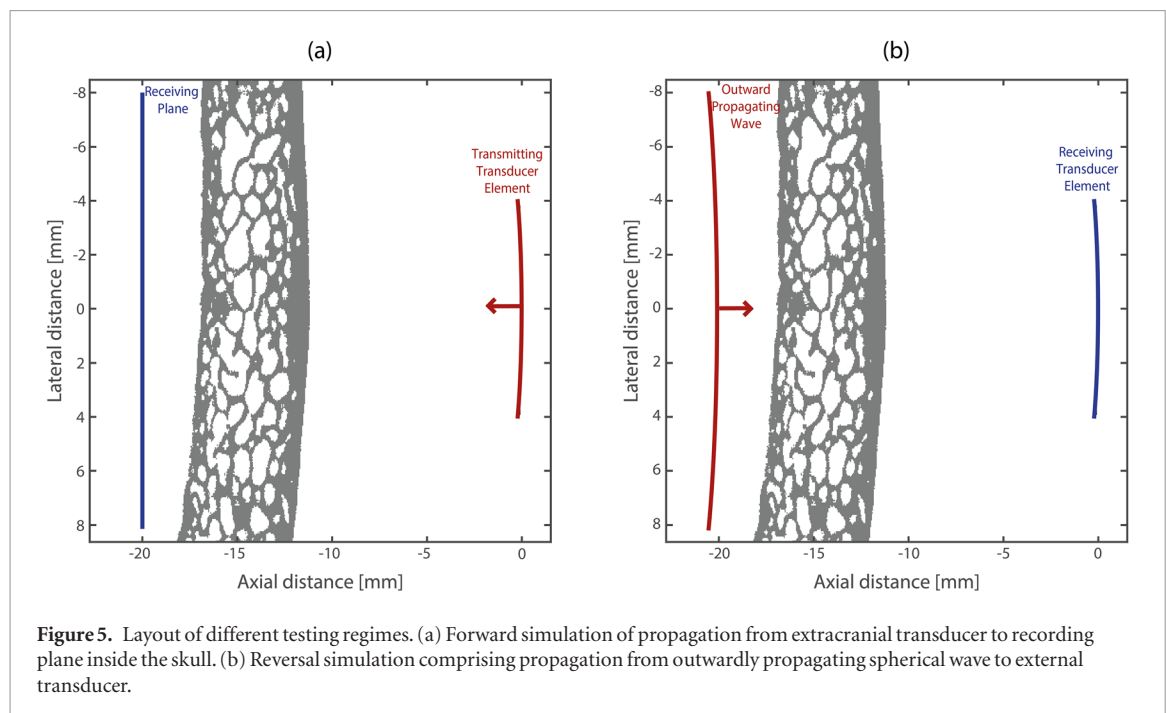 (a)
Receiving
Plane
Transmitting
Transducer
Element
Lateral distance [mm]
-8
-6
-4
-2
0
2
4
6
8
-20
-15
-10
-5
0
Axial distance [mm]
(b)
Outward
Propagating
Wave
Receiving
Transducer
Element
Lateral distance [mm]
-8
-6
-4
-2
0
2
4
6
8
-20
-15
-10
-5
0
Axial distance [mm]
Figure 5. Layout of different testing regimes. (a) Forward simulation of propagation from extracranial transducer to recording
plane inside the skull. (b) Reversal simulation comprising propagation from outwardly propagating spherical wave to external
transducer.